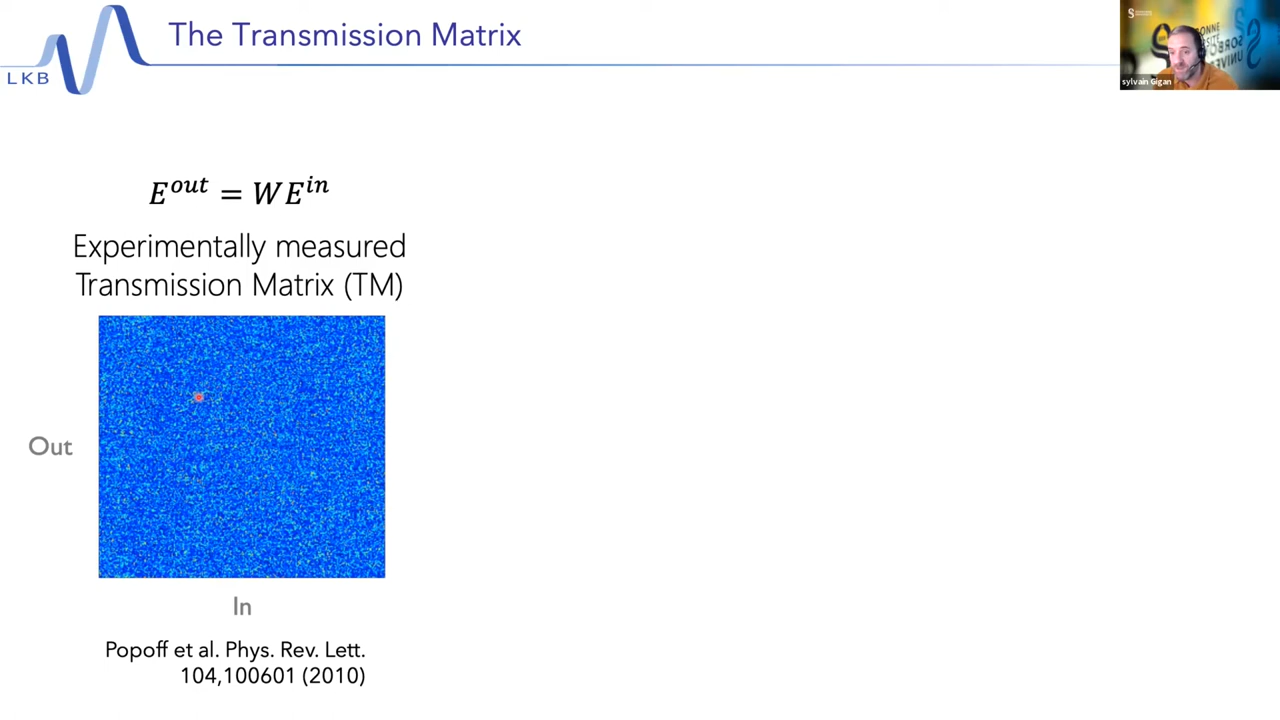 The Transmission Matrix
LKB
sylvain Gigan
E^{out} = WE^{in}
Experimentally measured
Transmission Matrix (TM)
Out
In
Popoff et al. Phys. Rev. Lett.
104,100601 (2010)